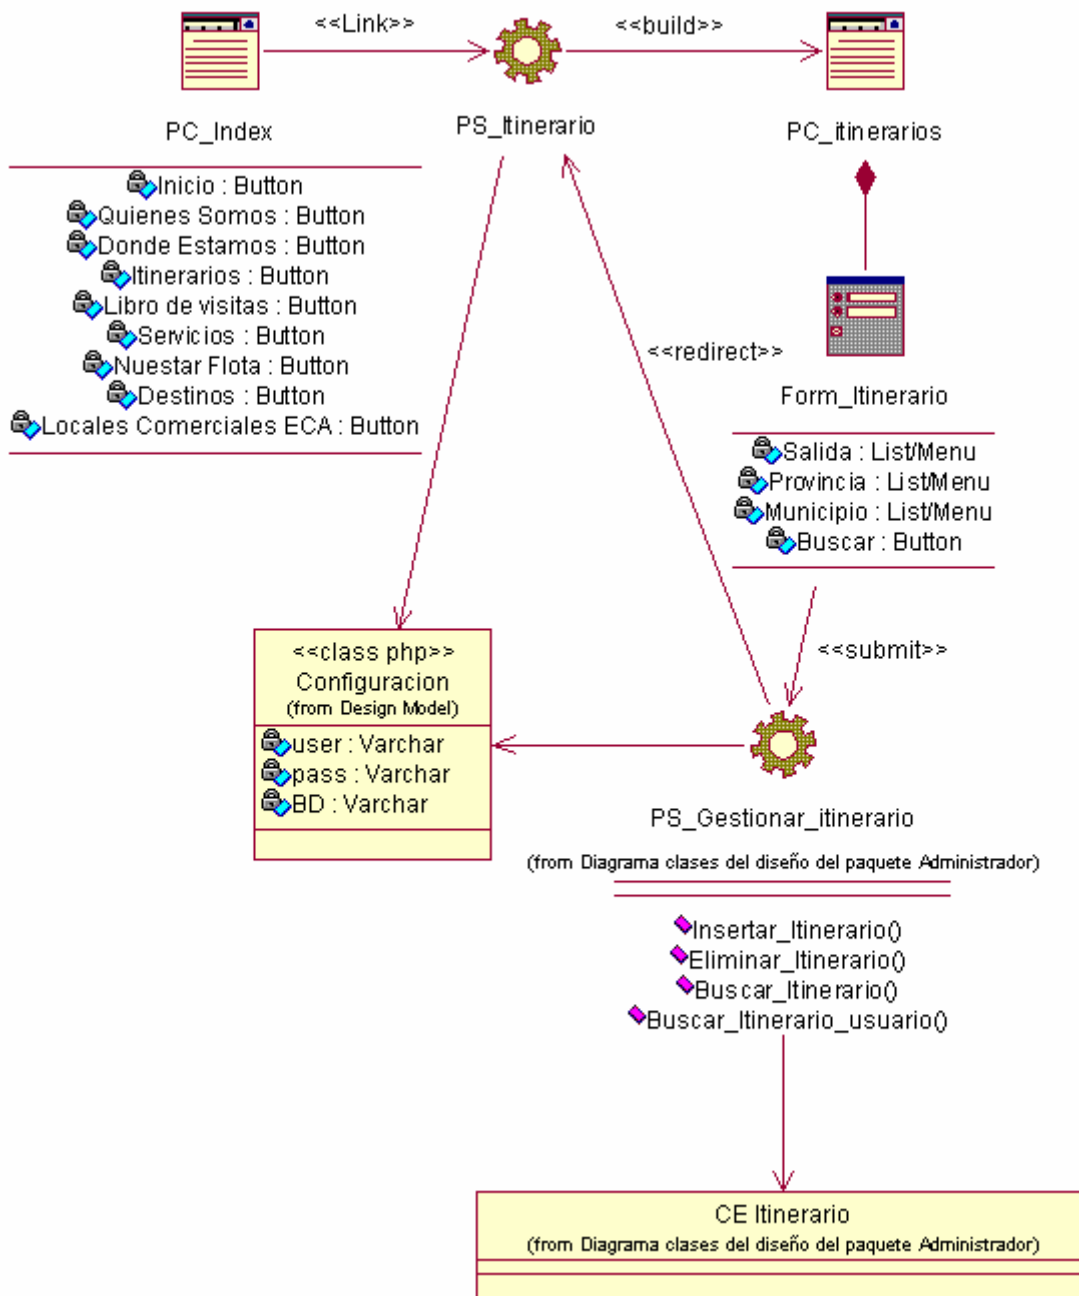 <<Link>>
<<build>>
PC_Index
PS_Itinerario
PC_itinerarios
Inicio : Button
Quienes Somos : Button
Donde Estamos : Button
Itinerarios : Button
Libro de visitas : Button
Servicios : Button
Nuestar Flota : Button
Destinos : Button
Locales Comerciales ECA : Button
<<redirect>>
Form_Itinerario
Salida : List/Menu
Provincia : List/Menu
Municipio : List/Menu
Buscar : Button
<<submit>>
<<class php>>
Configuracion
(from Design Model)
user : Varchar
pass : Varchar
BD : Varchar
PS_Gestionar_itinerario
(from Diagrama clases del diseño del paquete Administrador)
Insertar_Itinerario()
Eliminar_Itinerario()
Buscar_Itinerario()
Buscar_Itinerario_usuario()
CE Itinerario
(from Diagrama clases del diseño del paquete Administrador)